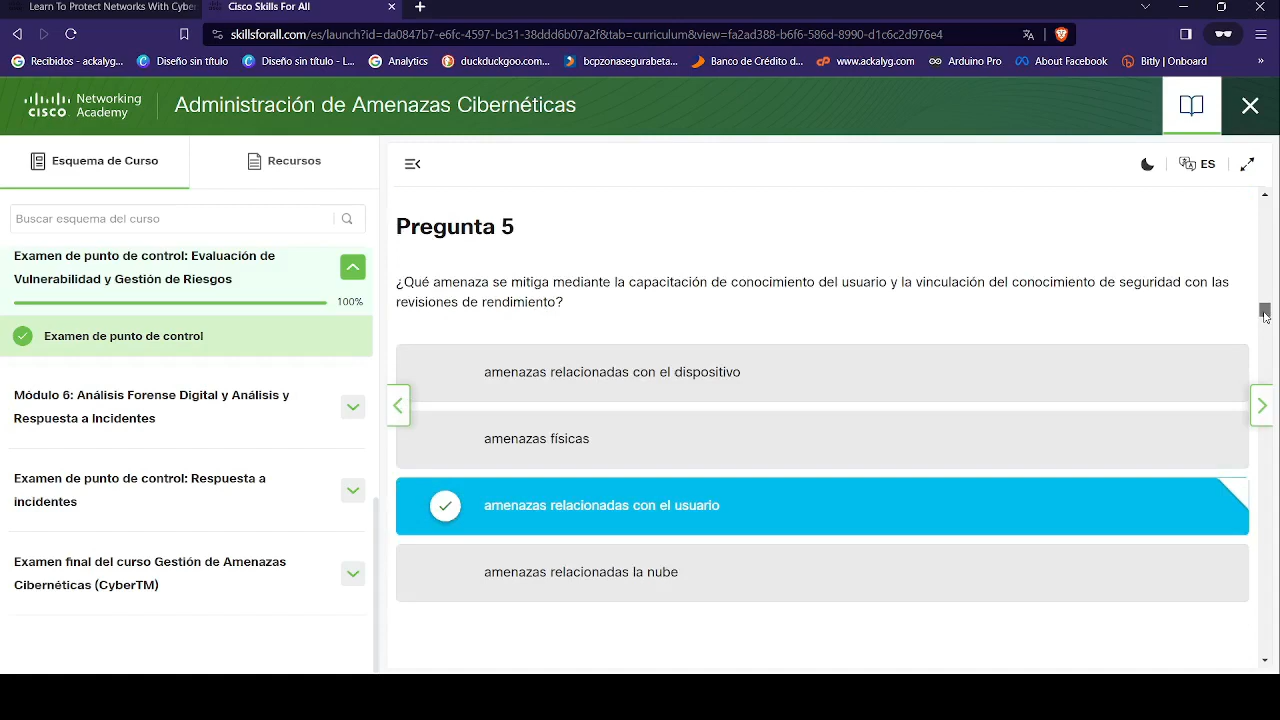 Learn To Protect Networks With Cyber
Cisco Skills For All
skillsforall.com/es/launch?id=da0847b7-e6fc-4597-bc31-38ddd6b07a2f&tab=curriculum&view=fa2ad388-b6f6-586d-8990-d1c6c2d976e4
Recibidos - ackalyg...
Diseño sin título
Diseño sin título - L...
Analytics
duckduckgoo.com...
bcpzonasegurabeta...
Banco de Crédito d...
www.ackalyg.com
Arduino Pro
About Facebook
Bitly | Onboard
»
CISCO
Networking
Academy
Administración de Amenazas Cibernéticas
Esquema de Curso
Recursos
ES
Buscar esquema del curso
Examen de punto de control: Evaluación de
Vulnerabilidad y Gestión de Riesgos
100%
Examen de punto de control
Módulo 6: Análisis Forense Digital y Análisis y
Respuesta a Incidentes
Examen de punto de control: Respuesta a
incidentes
Examen final del curso Gestión de Amenazas
Cibernéticas (CyberTM)
Pregunta 5
¿Qué amenaza se mitiga mediante la capacitación de conocimiento del usuario y la vinculación del conocimiento de seguridad con las
revisiones de rendimiento?
amenazas relacionadas con el dispositivo
amenazas físicas
amenazas relacionadas con el usuario
amenazas relacionadas la nube